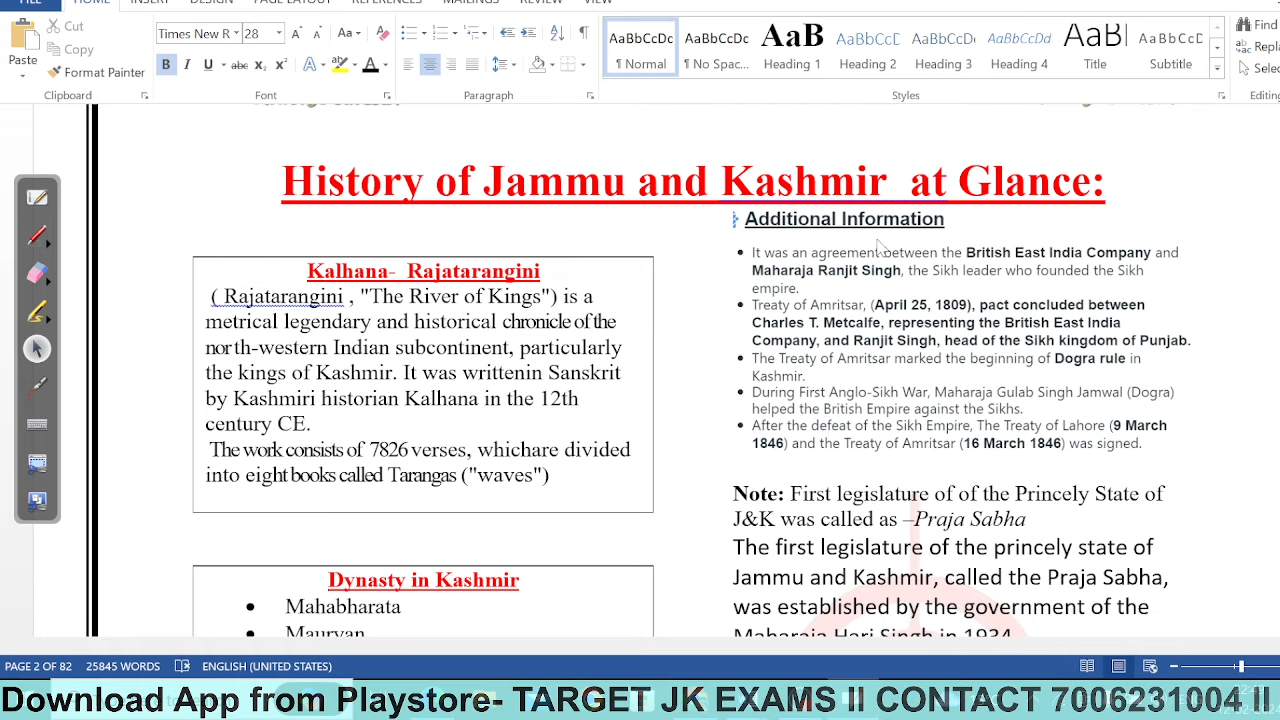 FILE HOME INSERT DESIGN PAGE LAYOUT REFERENCES MAILINGS REVIEW VIEW
Cut
Copy
Paste
Format Painter
Times New R 28
B I U abc x₂ x² A A Aa
AaBbCcDc AaBbCcDc AaB AaBbCcDc AaBbCcD AaBbCcDd AaB AaBbCcD
¶ Normal ¶ No Spac... Heading 1 Heading 2 Heading 3 Heading 4 Title Subtitle
Find
Repl
Selec
Clipboard Font Paragraph Styles Editing
History of Jammu and Kashmir at Glance:
Kalhana- Rajatarangini
( Rajatarangini , "The River of Kings") is a
metrical legendary and historical chronicle of the
north-western Indian subcontinent, particularly
the kings of Kashmir. It was writtenin Sanskrit
by Kashmiri historian Kalhana in the 12th
century CE.
The work consists of 7826 verses, whichare divided
into eight books called Tarangas ("waves")
Dynasty in Kashmir
• Mahabharata
• Mauryan
Additional Information
• It was an agreement between the British East India Company and
Maharaja Ranjit Singh, the Sikh leader who founded the Sikh
empire.
• Treaty of Amritsar, (April 25, 1809), pact concluded between
Charles T. Metcalfe, representing the British East India
Company, and Ranjit Singh, head of the Sikh kingdom of Punjab.
• The Treaty of Amritsar marked the beginning of Dogra rule in
Kashmir.
• During First Anglo-Sikh War, Maharaja Gulab Singh Jamwal (Dogra)
helped the British Empire against the Sikhs.
• After the defeat of the Sikh Empire, The Treaty of Lahore (9 March
1846) and the Treaty of Amritsar (16 March 1846) was signed.
Note: First legislature of of the Princely State of
J&K was called as –Praja Sabha
The first legislature of the princely state of
Jammu and Kashmir, called the Praja Sabha,
was established by the government of the
Maharaja Hari Singh in 1934
PAGE 2 OF 82 25845 WORDS ENGLISH (UNITED STATES)
Download App from Playstore- TARGET JK EXAMS II CONTACT 7006231004 II